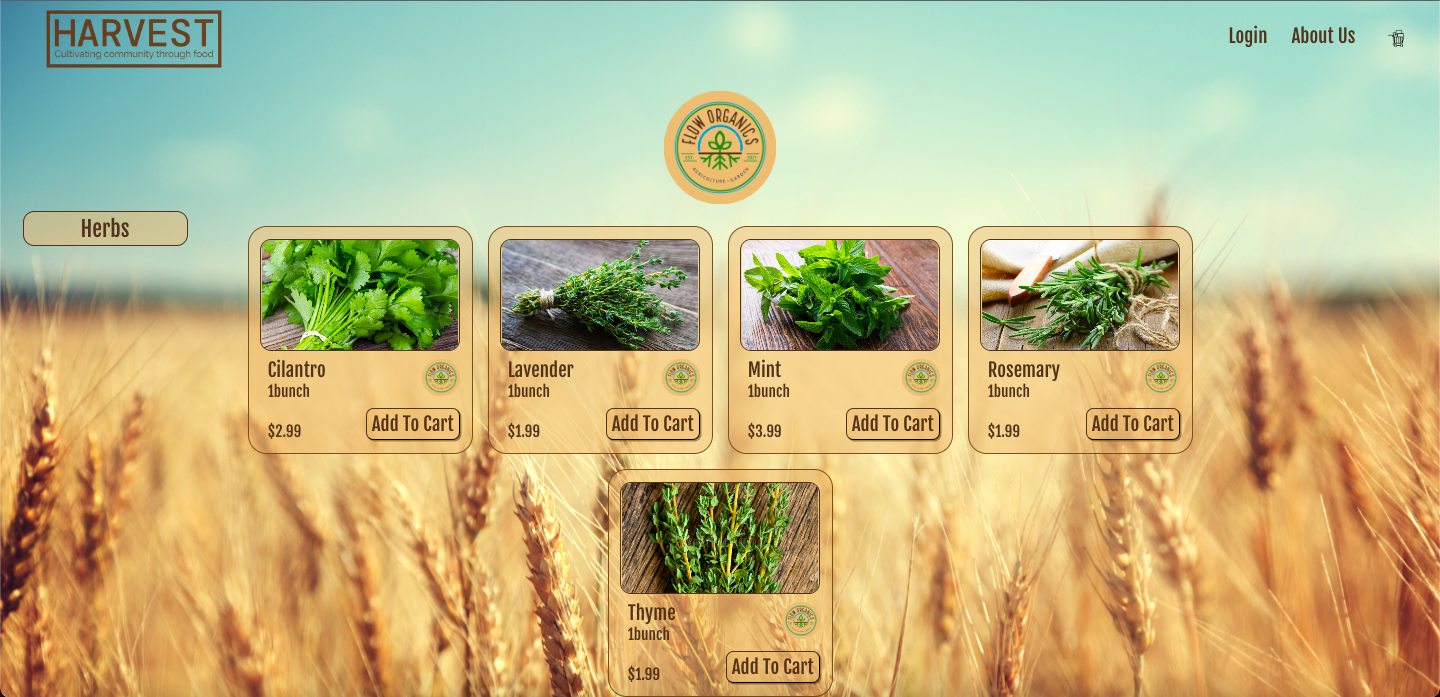 HARVEST
Cultivating community through food
Login
About Us
FLOW ORGANICS
EST
AGRICULTURE • GARDEN
Herbs
Cilantro
1bunch
$2.99
Add To Cart
Lavender
1bunch
$1.99
Add To Cart
Mint
1bunch
$3.99
Add To Cart
Rosemary
1bunch
$1.99
Add To Cart
Thyme
1bunch
$1.99
Add To Cart